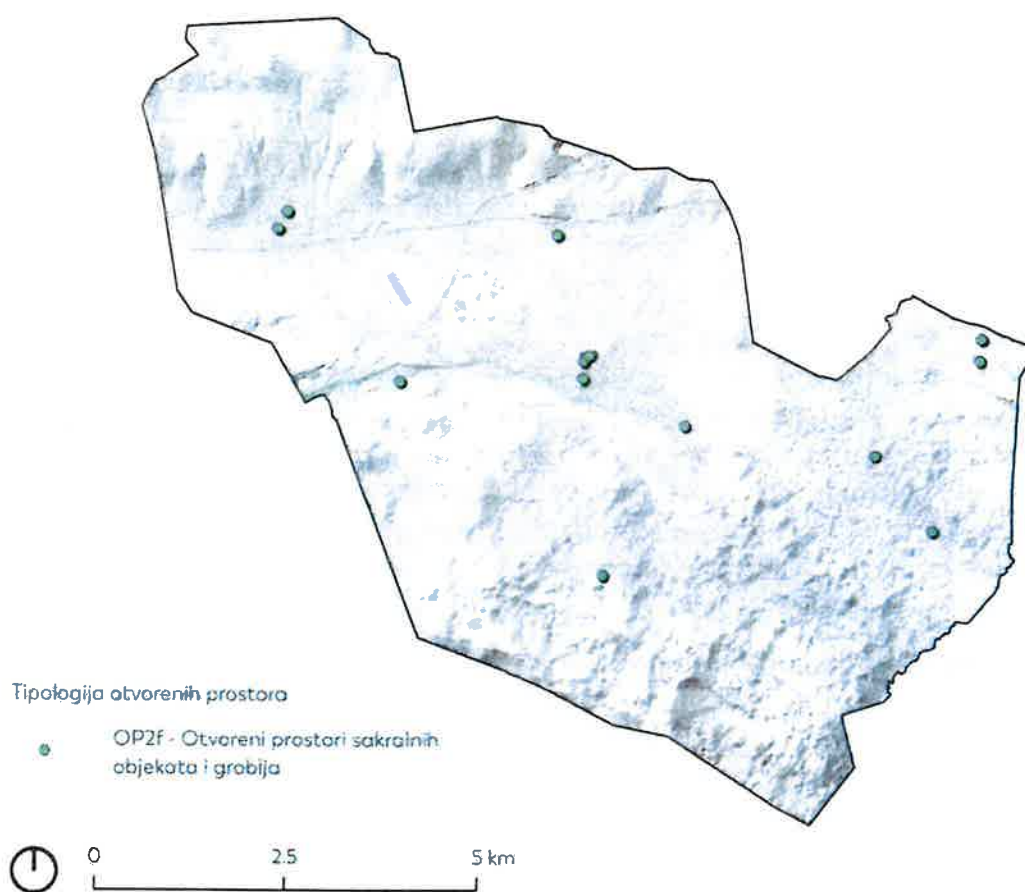 Tipologija otvorenih prostora
OP2f - Otvoreni prostori sakralnih
objekata i grobija
0 2.5 5 km